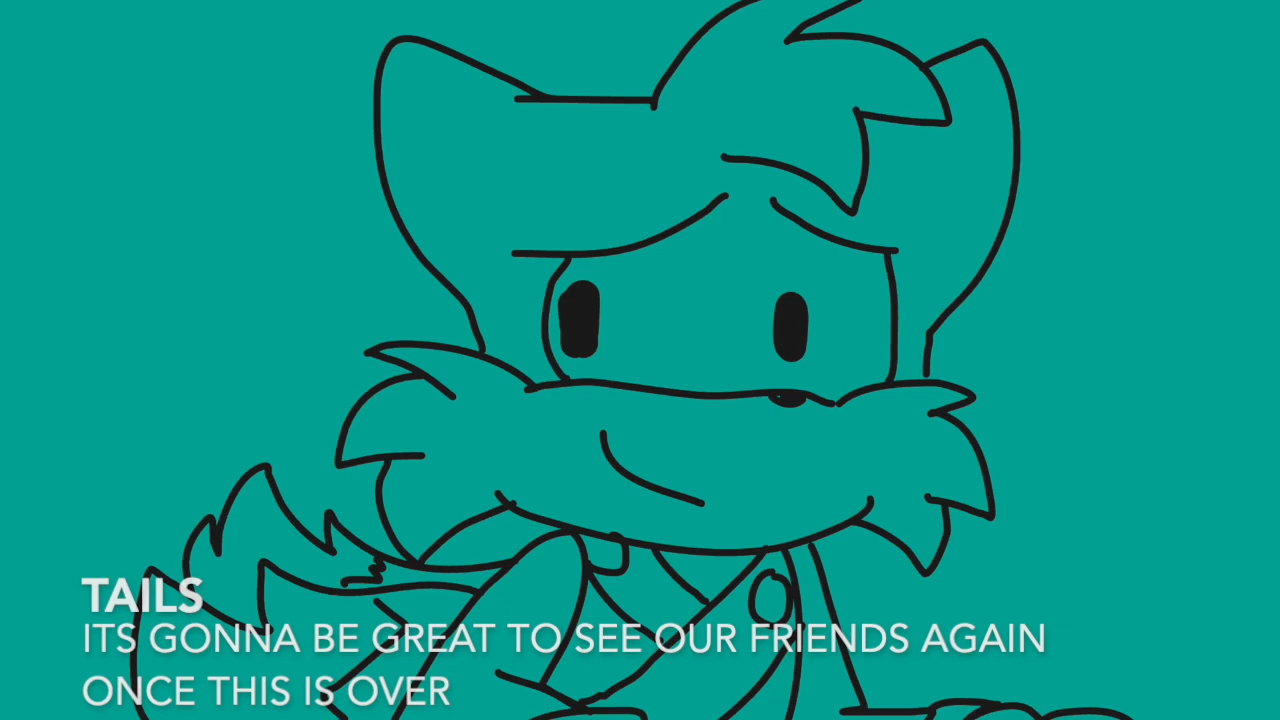 TAILS
ITS GONNA BE GREAT TO SEE OUR FRIENDS AGAIN
ONCE THIS IS OVER